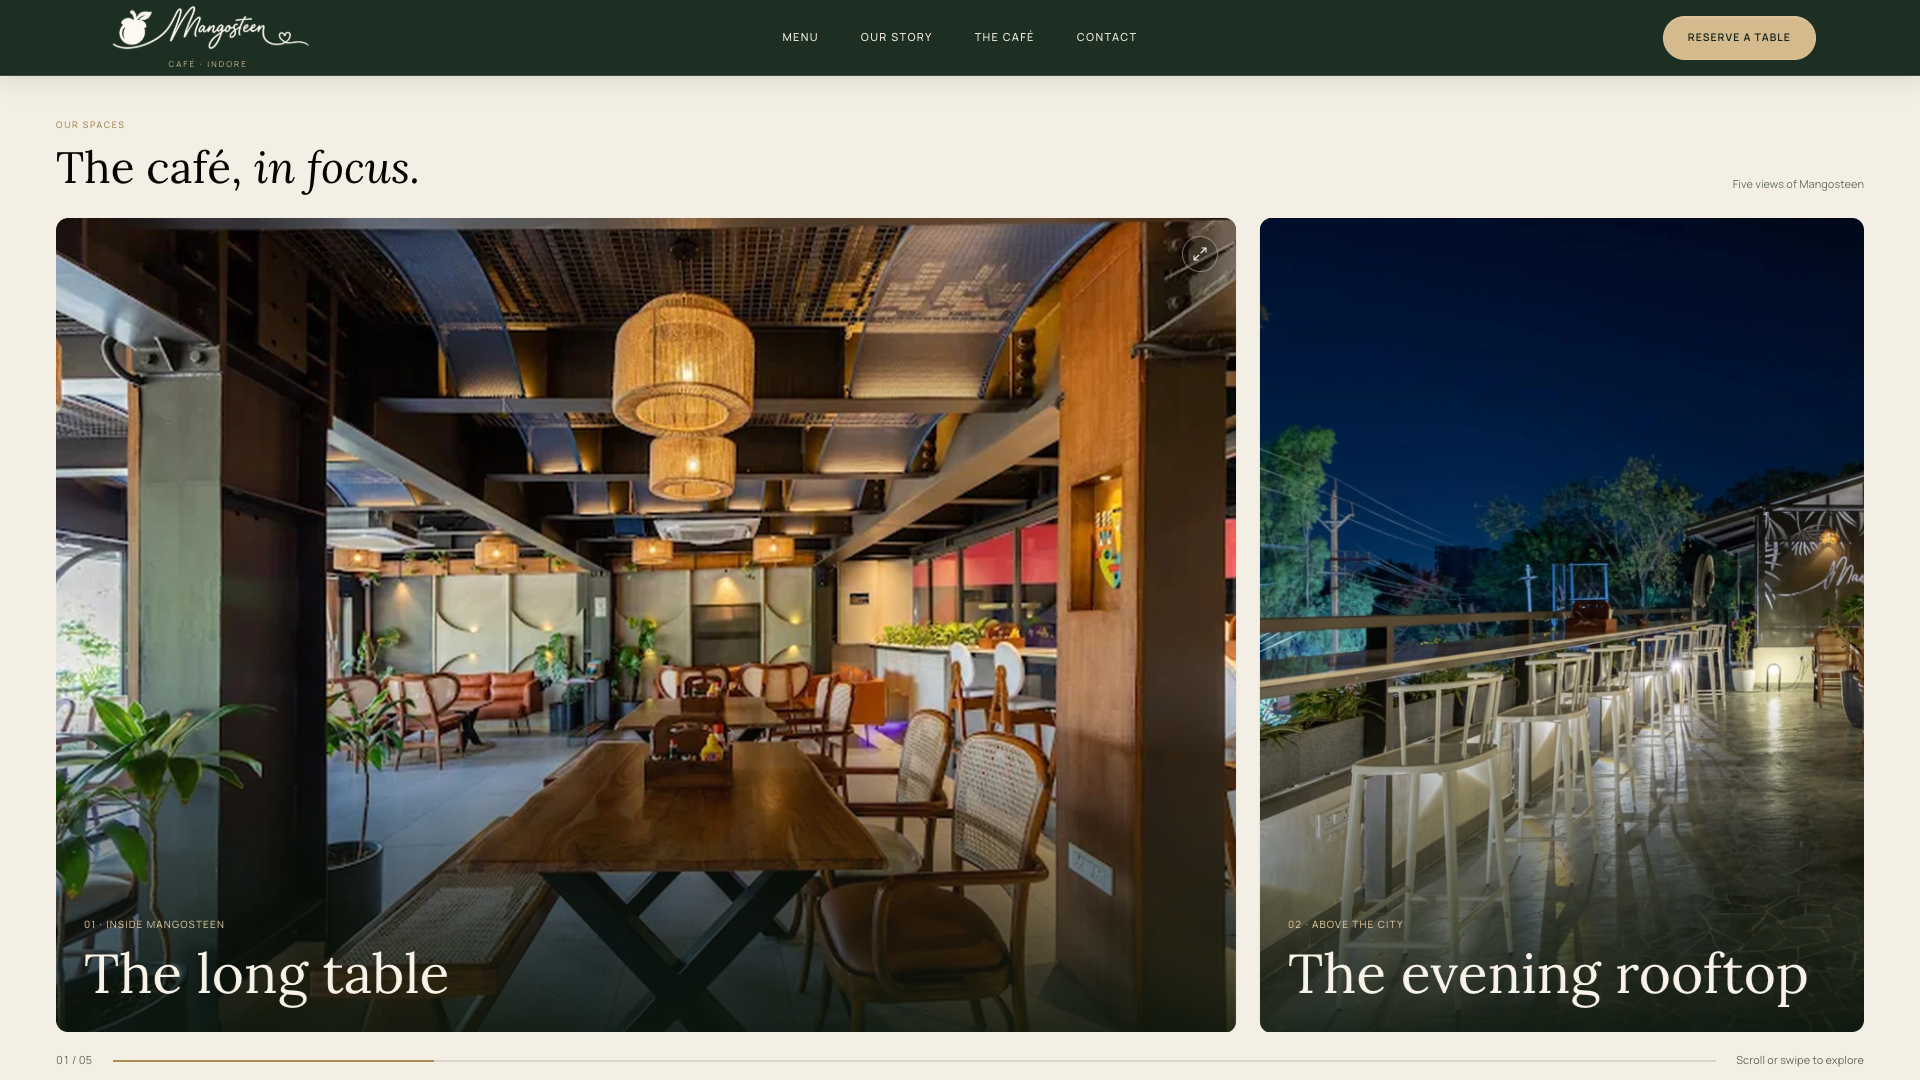 Mangosteen
CAFÉ · INDORE
MENU
OUR STORY
THE CAFÉ
CONTACT
RESERVE A TABLE
OUR SPACES
The café, in focus.
Five views of Mangosteen
01 · INSIDE MANGOSTEEN
The long table
02 · ABOVE THE CITY
The evening rooftop
01 / 05
Scroll or swipe to explore